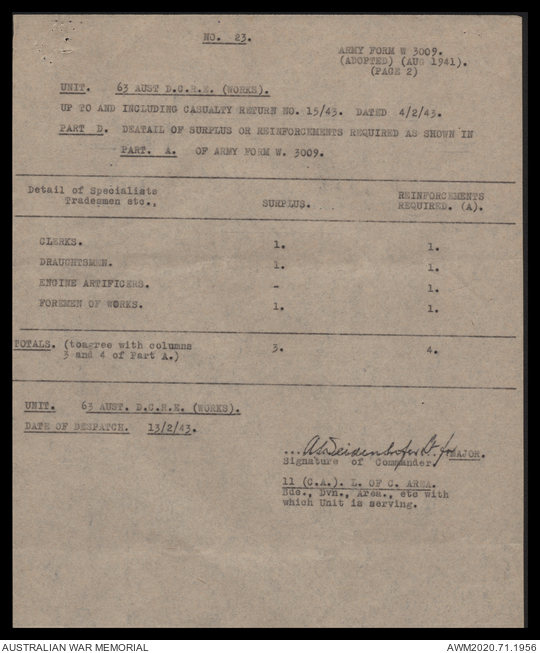 NO. 23.
ARMY FORM W 3009.
(ADOPTED) (AUG 1941).
(PAGE 2)
UNIT. 63 AUST D.C.R.E. (WORKS).
UP TO AND INCLUDING CASUALTY RETURN NO. 15/43. DATED 4/2/43.
PART D. DEATAIL OF SURPLUS OR REINFORCEMENTS REQUIRED AS SHOWN IN
PART. A. OF ARMY FORM W. 3009.
Detail of Specialists
Tradesmen etc.,
SURPLUS.
REINFORCEMENTS
REQUIRED. (A).
CLERKS. 1. 1.
DRAUGHTSMEN. 1. 1.
ENGINE ARTIFICERS. - 1.
FOREMEN OF WORKS. 1. 1.
TOTALS. (toagree with columns
3 and 4 of Part A.) 3. 4.
UNIT. 63 AUST. D.C.R.E. (WORKS).
DATE OF DESPATCH. 13/2/43.
... Lt. for MAJOR.
Signature of Commander.
11 (C.A.). L. OF C. AREA.
Bde., Dvn., Area., etc with
which Unit is serving.
AUSTRALIAN WAR MEMORIAL
AWM2020.71.1956